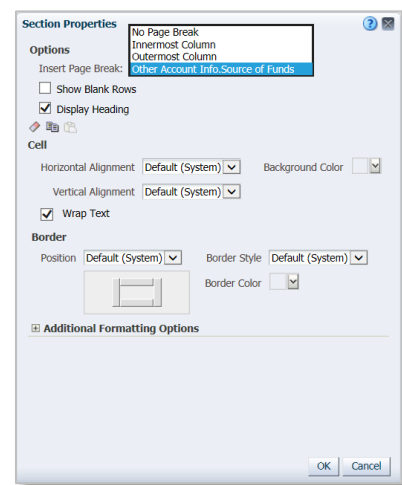 Section Properties
No Page Break
Innermost Column
Outermost Column
Other Account Info.Source of Funds
Options
Insert Page Break:
Show Blank Rows
Display Heading
Cell
Horizontal Alignment Default (System) Background Color
Vertical Alignment Default (System)
Wrap Text
Border
Position Default (System) Border Style Default (System)
Border Color
Additional Formatting Options
OK Cancel